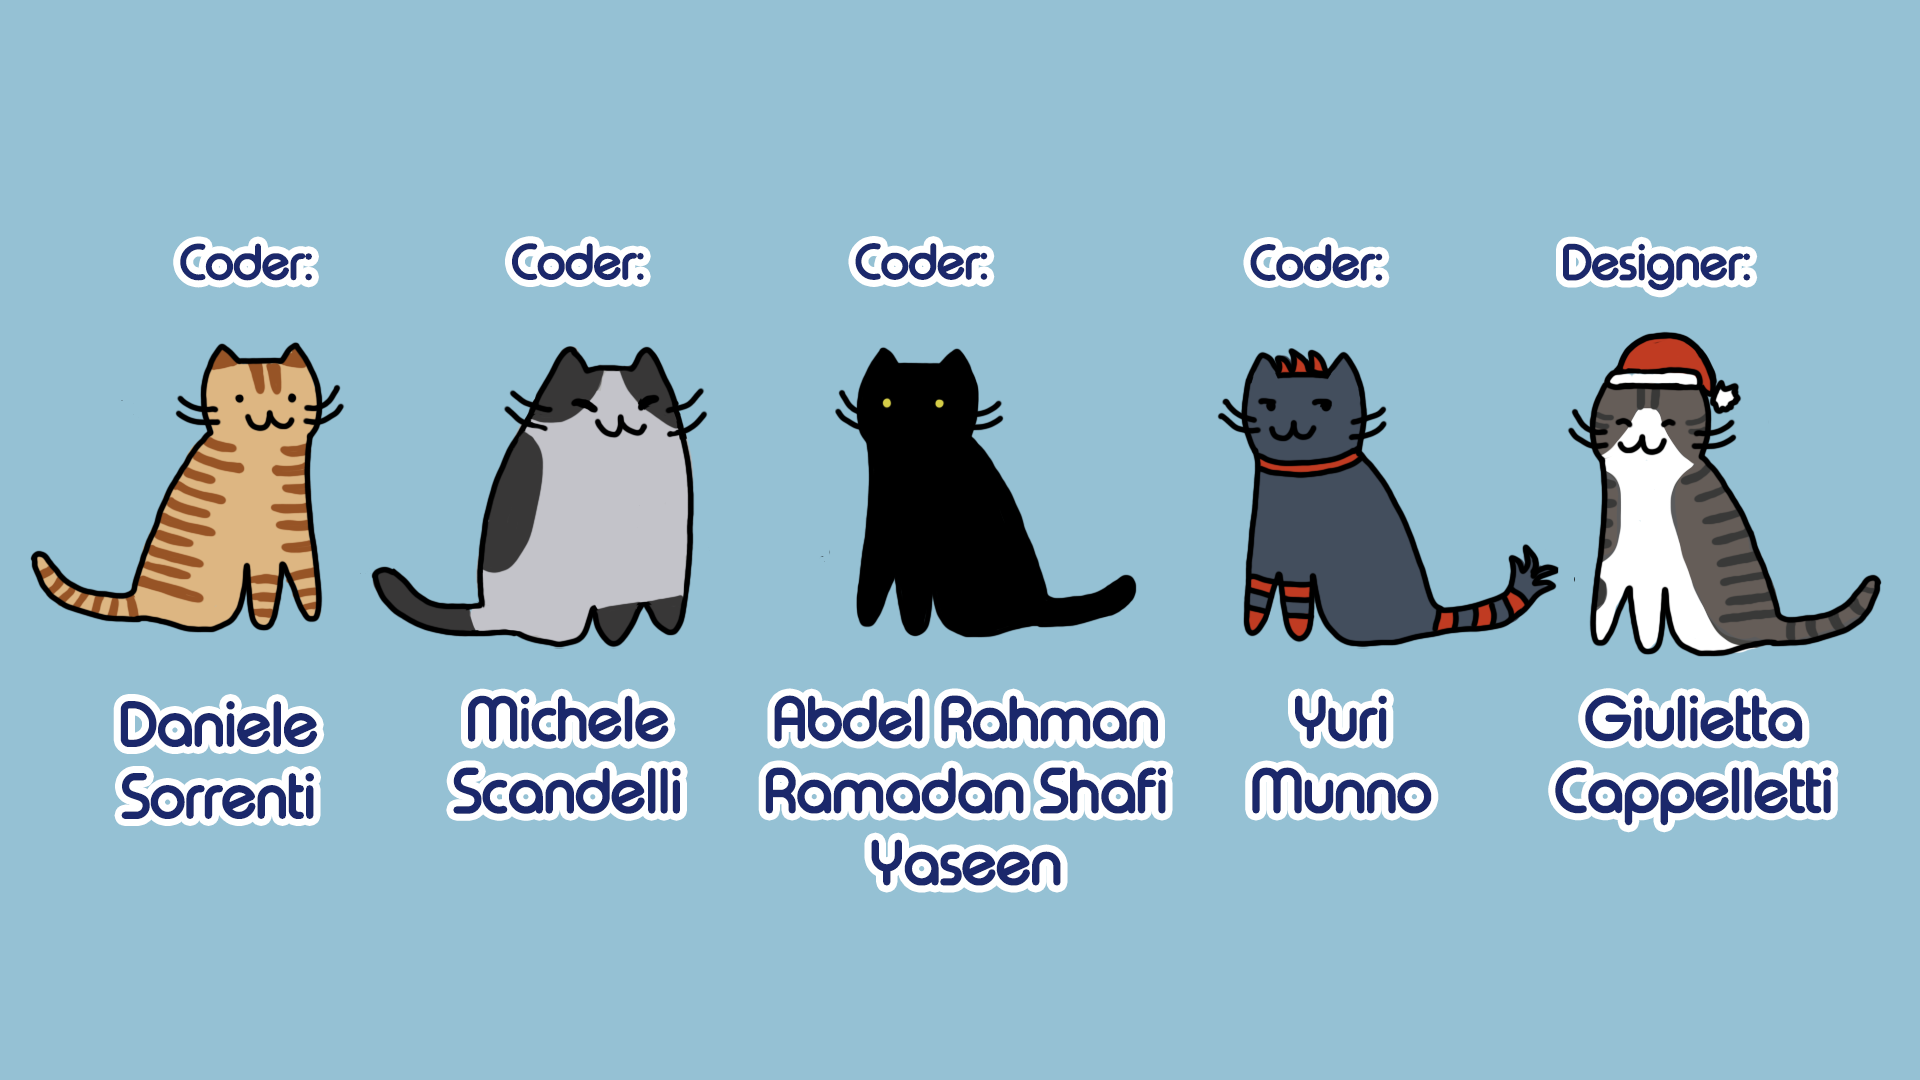 Coder:
Coder:
Coder:
Coder:
Designer:
Daniele
Sorrenti
Michele
Scandelli
Abdel Rahman
Ramadan Shafi
Yaseen
Yuri
Munno
Giulietta
Cappelletti